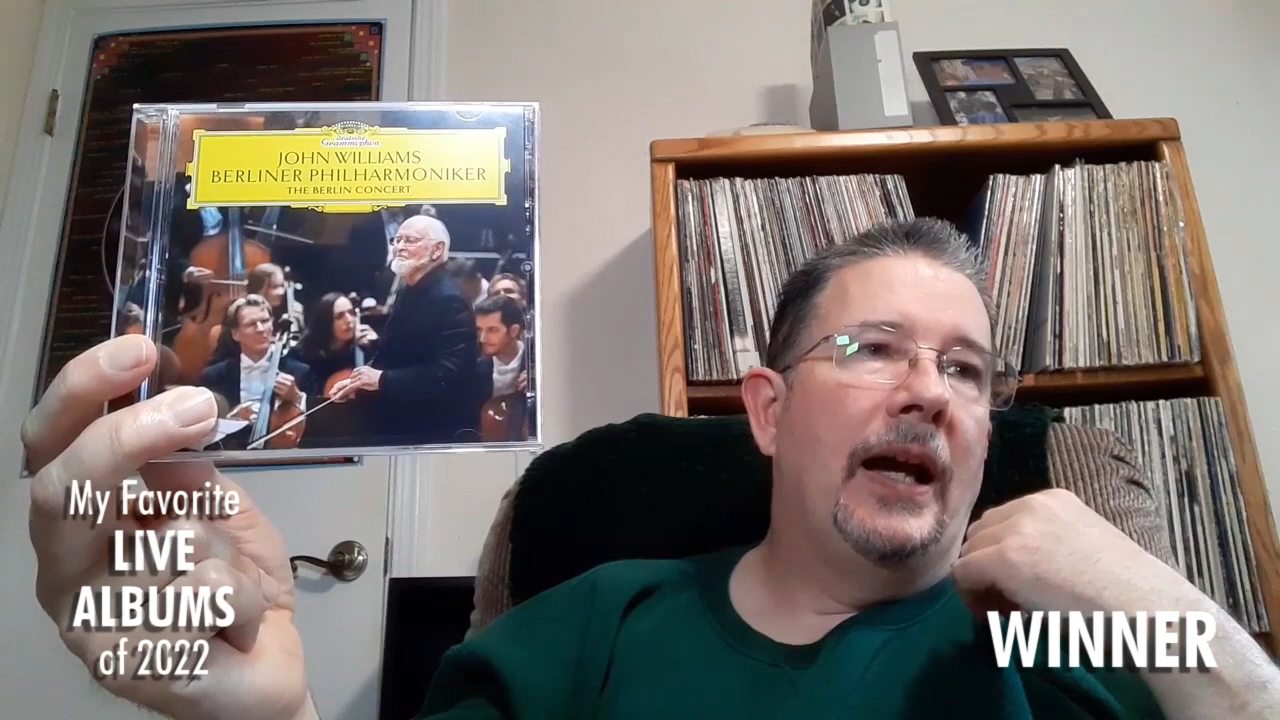 Deutsche
Grammophon
JOHN WILLIAMS
BERLINER PHILHARMONIKER
THE BERLIN CONCERT
My Favorite
LIVE
ALBUMS
of 2022
WINNER